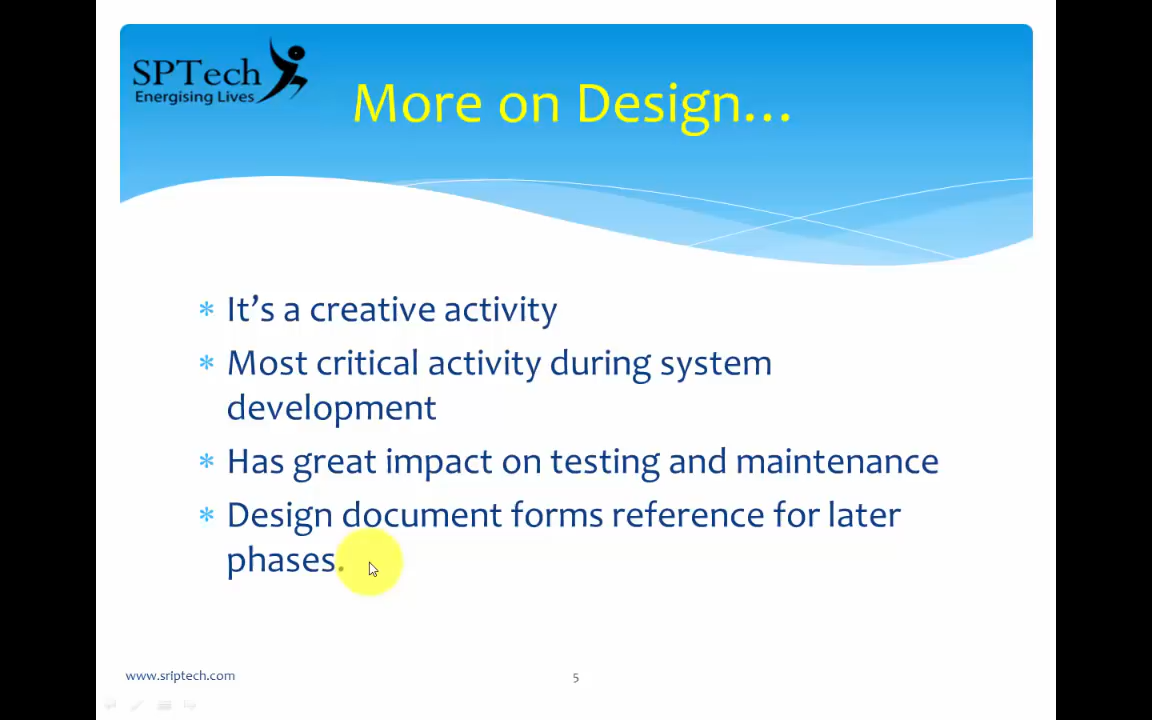 SPTech
Energising Lives
More on Design...
* It's a creative activity
* Most critical activity during system
development
* Has great impact on testing and maintenance
* Design document forms reference for later
phases.
www.sriptech.com
5